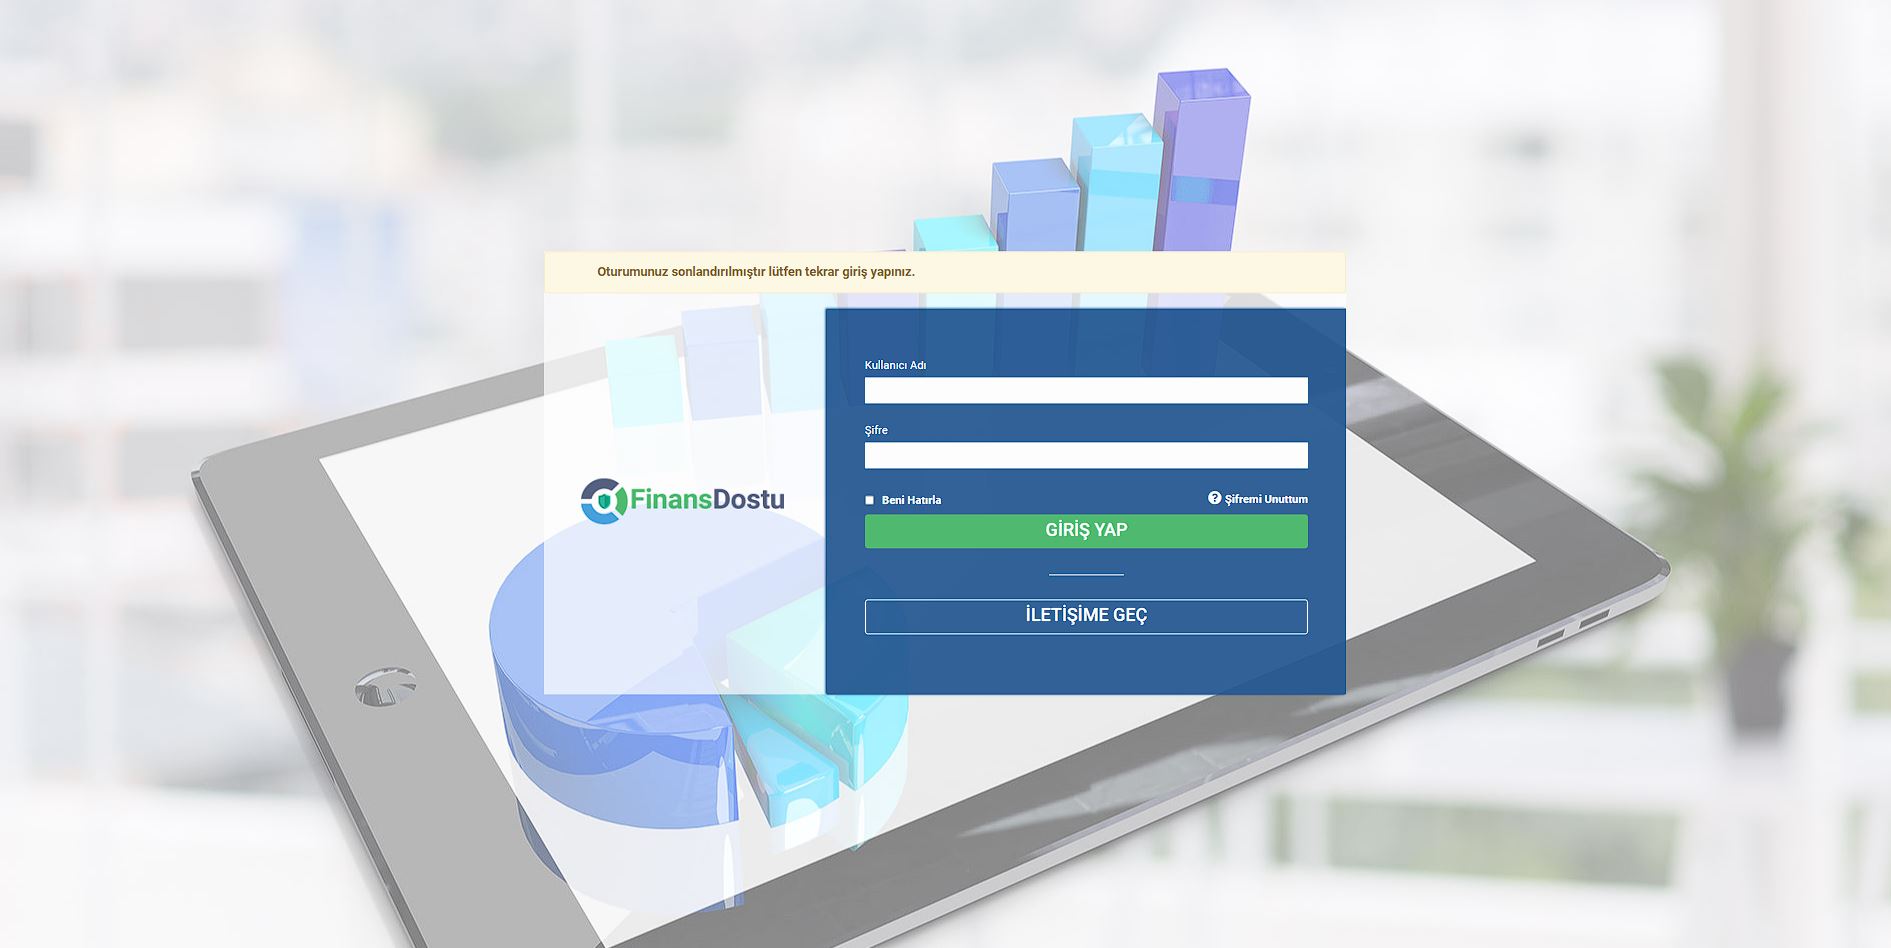 Oturumunuz sonlandırılmıştır lütfen tekrar giriş yapınız.
FinansDostu
Kullanıcı Adı
Şifre
Beni Hatırla
Şifremi Unuttum
GİRİŞ YAP
İLETİŞİME GEÇ